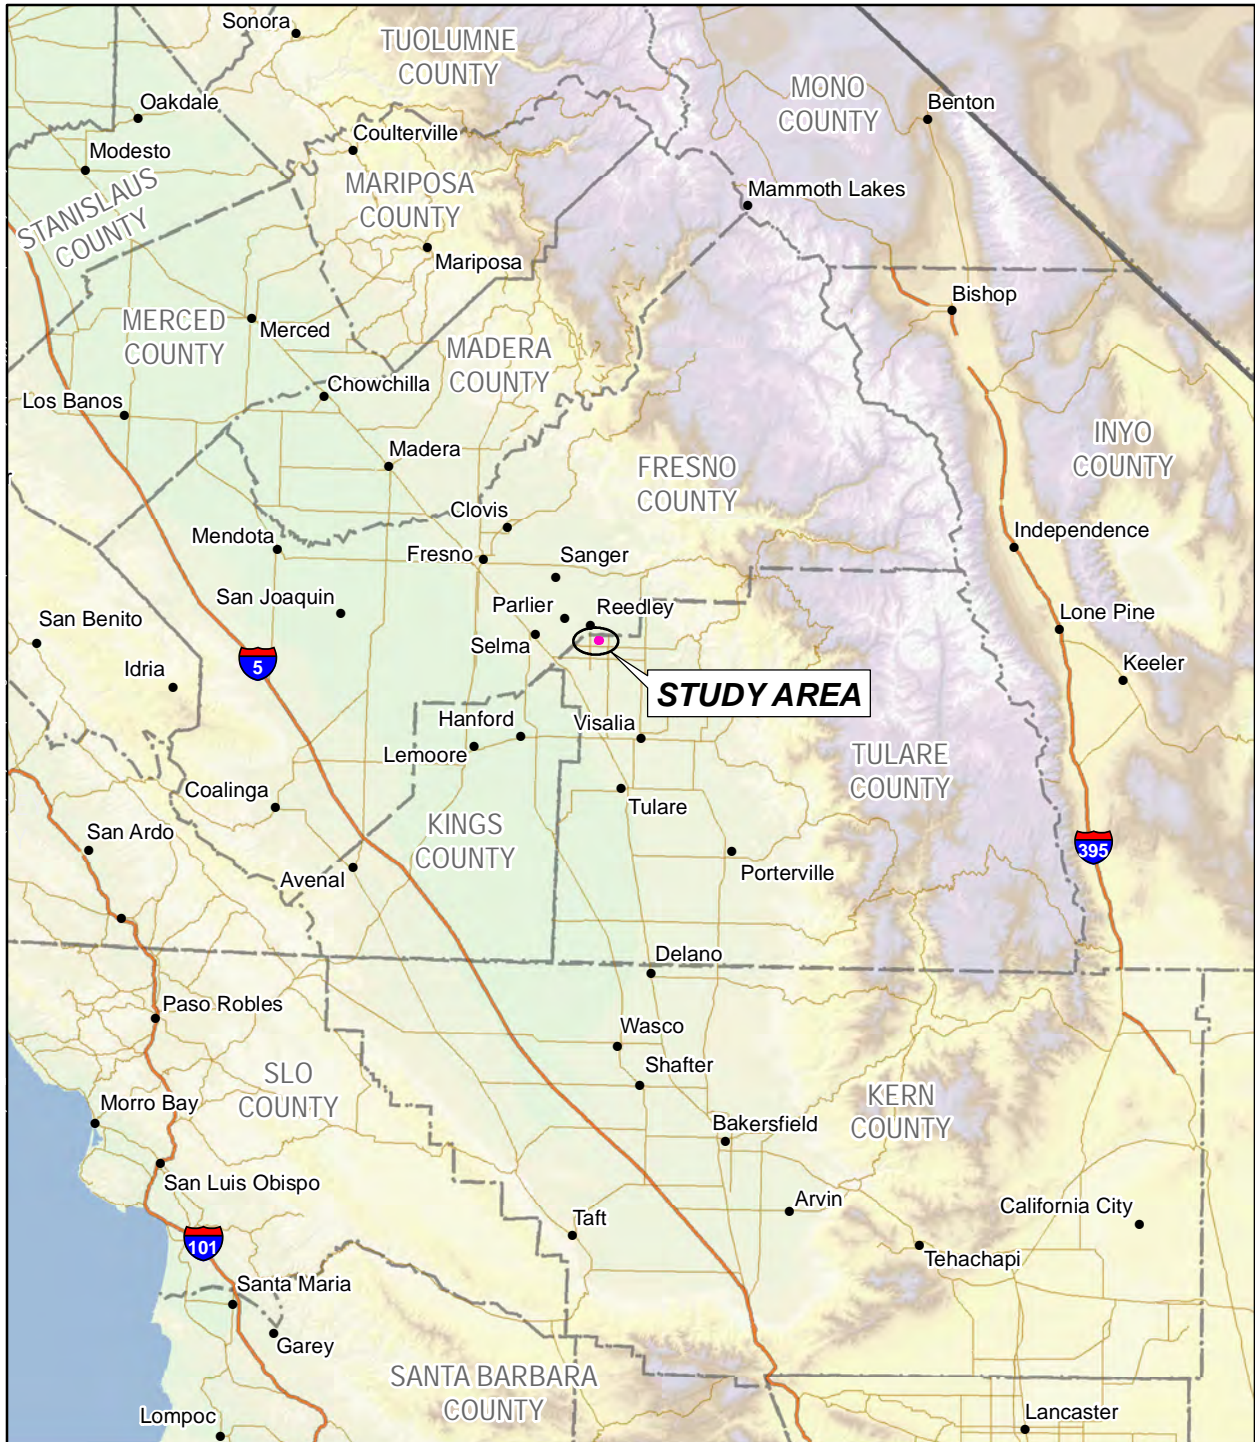 Sonora
TUOLUMNE
COUNTY
MONO
COUNTY
Oakdale
Benton
Coulterville
Modesto
MARIPOSA
COUNTY
STANISLAUS
COUNTY
Mammoth Lakes
Mariposa
Bishop
MERCED
COUNTY
Merced
MADERA
COUNTY
Chowchilla
Los Banos
INYO
COUNTY
Madera
FRESNO
COUNTY
Clovis
Mendota
Fresno
Independence
Sanger
San Joaquin
Parlier
Reedley
San Benito
Selma
Lone Pine
Idria
5
Keeler
STUDY AREA
Hanford
Visalia
Lemoore
TULARE
COUNTY
Coalinga
Tulare
KINGS
COUNTY
San Ardo
395
Avenal
Porterville
Delano
Paso Robles
Wasco
Shafter
SLO
COUNTY
KERN
COUNTY
Morro Bay
Bakersfield
San Luis Obispo
Arvin
California City
Taft
101
Tehachapi
Santa Maria
Garey
SANTA BARBARA
COUNTY
Lompoc
Lancaster